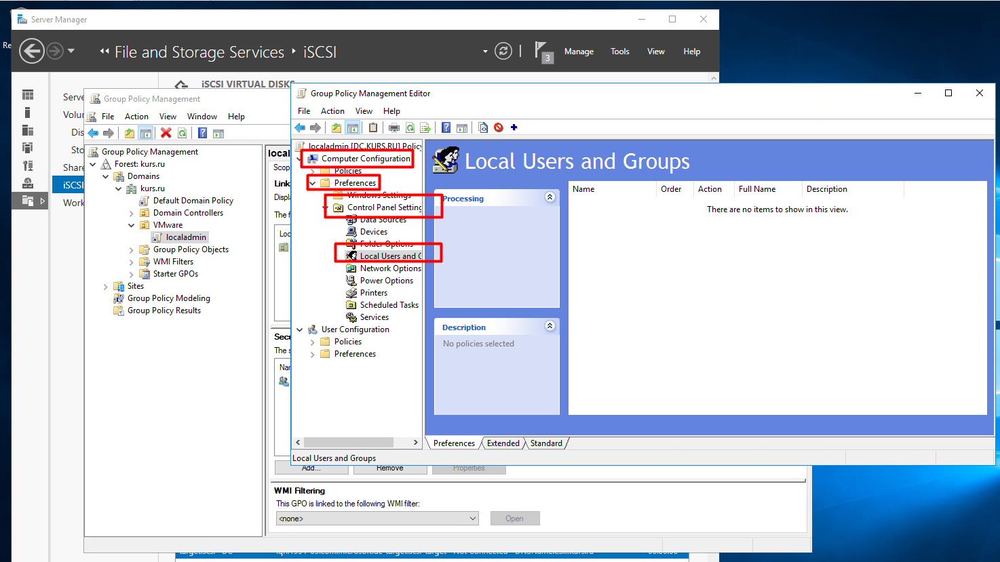 Server Manager
Re
File and Storage Services
iSCSI
3
Manage
Tools
View
Help
iSCSI VIRTUAL DISKS
Serve
Volu
Dis
Sto
Share
iSCSI
Work
Group Policy Management
File
Action
View
Window
Help
Group Policy Management
Forest: kurs.ru
Domains
kurs.ru
Default Domain Policy
Domain Controllers
VMware
localadmin
Group Policy Objects
WMI Filters
Starter GPOs
Sites
Group Policy Modeling
Group Policy Results
local
Scop
Link
Displa
The f
Loc
Secu
The s
Nar
Add...
Remove
Properties
WMI Filtering
This GPO is linked to the following WMI filter:
<none>
Open
Group Policy Management Editor
File
Action
View
Help
localadmin [DC.KURS.RU] Policy
Computer Configuration
Policies
Preferences
Windows Settings
Control Panel Setting
Data Sources
Devices
Folder Options
Local Users and G
Network Options
Power Options
Printers
Scheduled Tasks
Services
User Configuration
Policies
Preferences
Local Users and Groups
Processing
Description
No policies selected
Name
Order
Action
Full Name
Description
There are no items to show in this view.
Preferences
Extended
Standard
Local Users and Groups